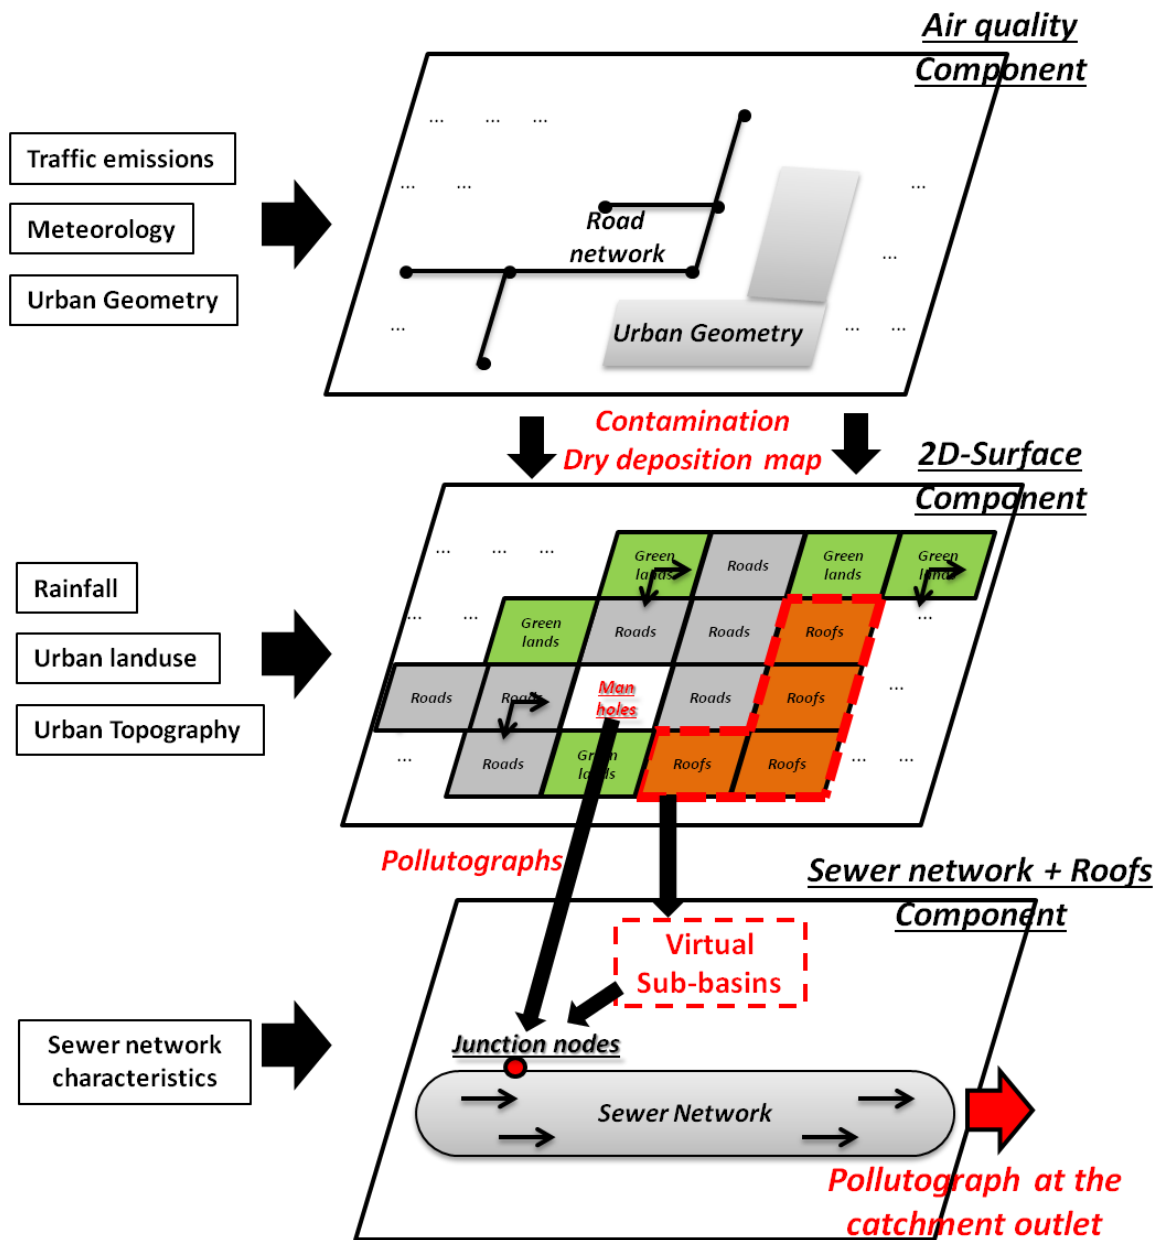 Air quality
Component
...
...
...
Traffic emissions
...
...
...
Meteorology
Road
network
...
Urban Geometry
...
Urban Geometry
...
...
Contamination
Dry deposition map
2D-Surface
Component
...
...
...
Green
lands
Roads
Green
lands
Green
lands
Rainfall
...
...
Green
lands
Roads
Roads
Roofs
...
Urban landuse
Roads
Roads
Man
holes
Roads
Roofs
...
Urban Topography
...
Roads
Green
lands
Roofs
Roofs
...
...
Pollutographs
Sewer network + Roofs
Component
Virtual
Sub-basins
Sewer network
characteristics
Junction nodes
Sewer Network
Pollutograph at the
catchment outlet